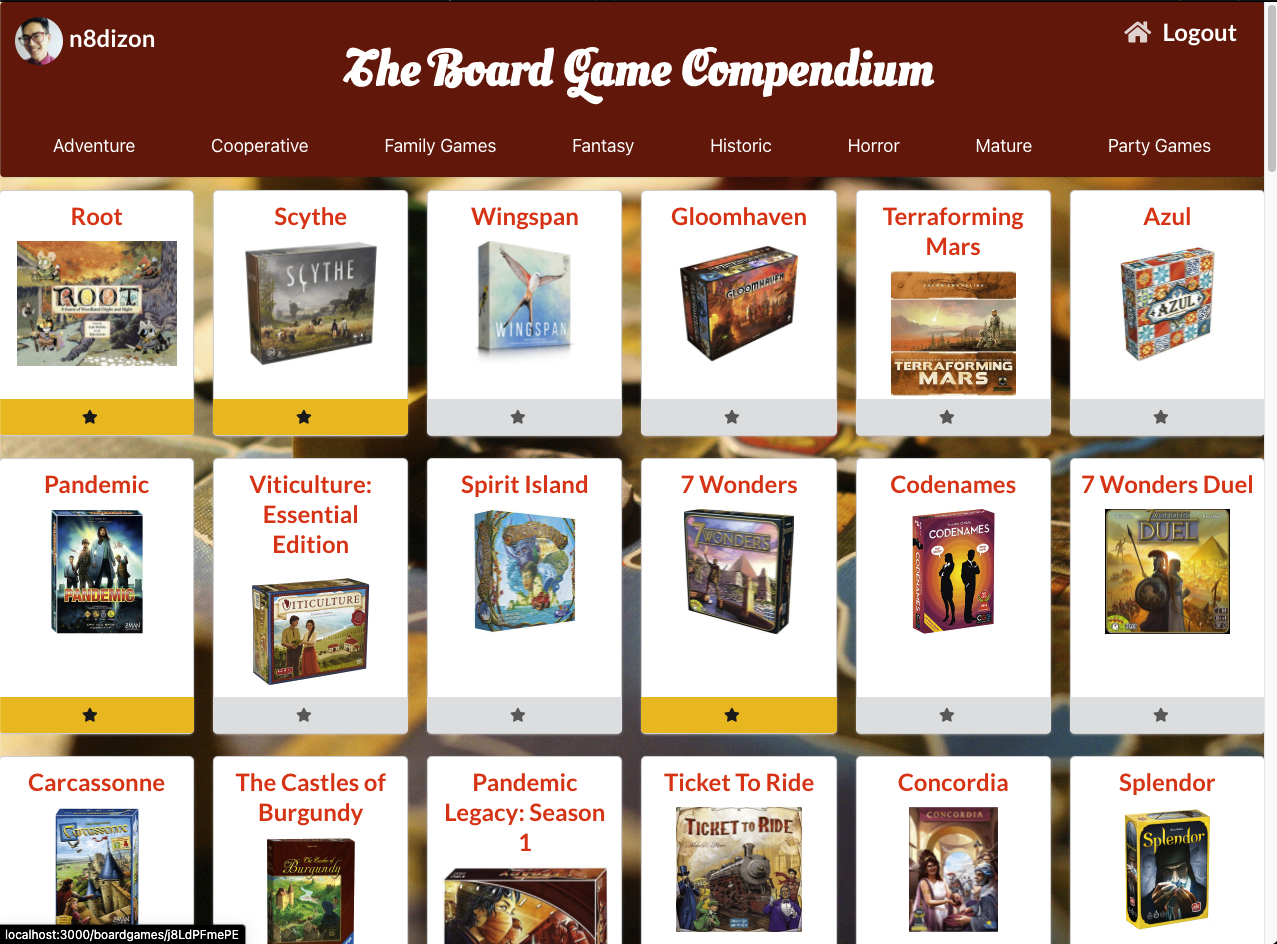 n8dizon
Logout
The Board Game Compendium
Adventure
Cooperative
Family Games
Fantasy
Historic
Horror
Mature
Party Games
Root
ROOT
Scythe
SCYTHE
Wingspan
WINGSPAN
Gloomhaven
GLOOMHAVEN
Terraforming
Mars
TERRAFORMING
MARS
Azul
AZUL
Pandemic
PANDEMIC
Viticulture:
Essential
Edition
VITICULTURE
Spirit Island
7 Wonders
7 WONDERS
Codenames
CODENAMES
CODENAMES
7 Wonders Duel
7 WONDERS
DUEL
Carcassonne
Carcassonne
The Castles of
Burgundy
The Castles of
Burgundy
Pandemic
Legacy: Season
1
Ticket To Ride
TICKET TO RIDE
Concordia
CONCORDIA
Splendor
Splendor
localhost:3000/boardgames/j8LdPFmePE